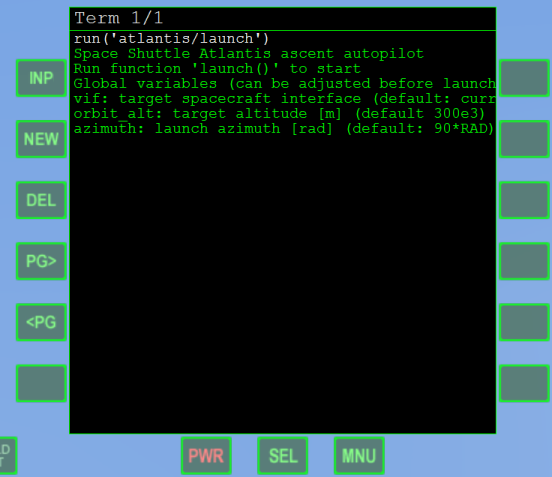 Term 1/1
run('atlantis/launch')
Space Shuttle Atlantis ascent autopilot
Run function 'launch()' to start
Global variables (can be adjusted before launch
vif: target spacecraft interface (default: curr
orbit_alt: target altitude [m] (default 300e3)
azimuth: launch azimuth [rad] (default: 90*RAD)
INP
NEW
DEL
PG>
<PG
PWR
SEL
MNU